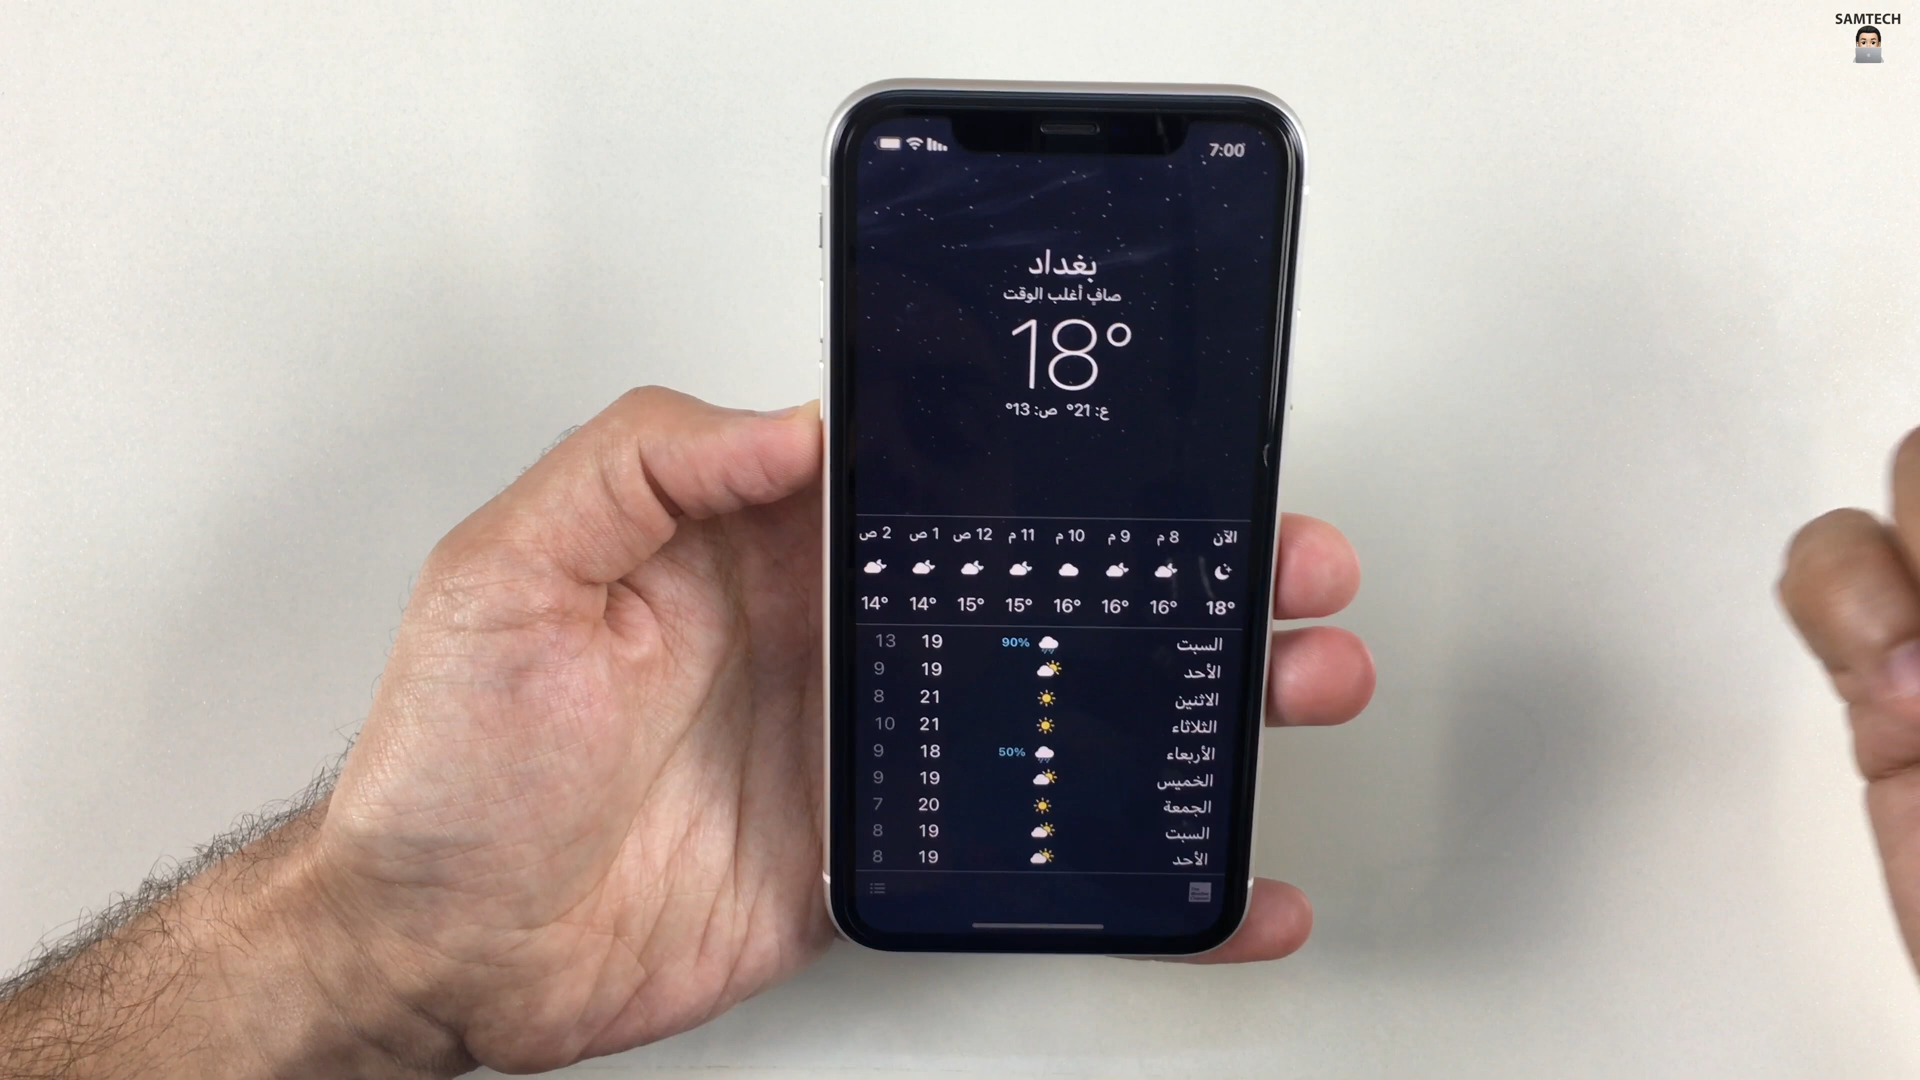 SAMTECH
7:00
بغداد
صافٍ أغلب الوقت
18°
ع: 21° ص: 13°
الآن 8 م 9 م 10 م 11 م 12 ص 1 ص 2 ص
18° 16° 16° 16° 15° 15° 14° 14°
السبت 90% 19 13
الأحد 19 9
الاثنين 21 8
الثلاثاء 21 10
الأربعاء 50% 18 9
الخميس 19 9
الجمعة 20 7
السبت 19 8
الأحد 19 8